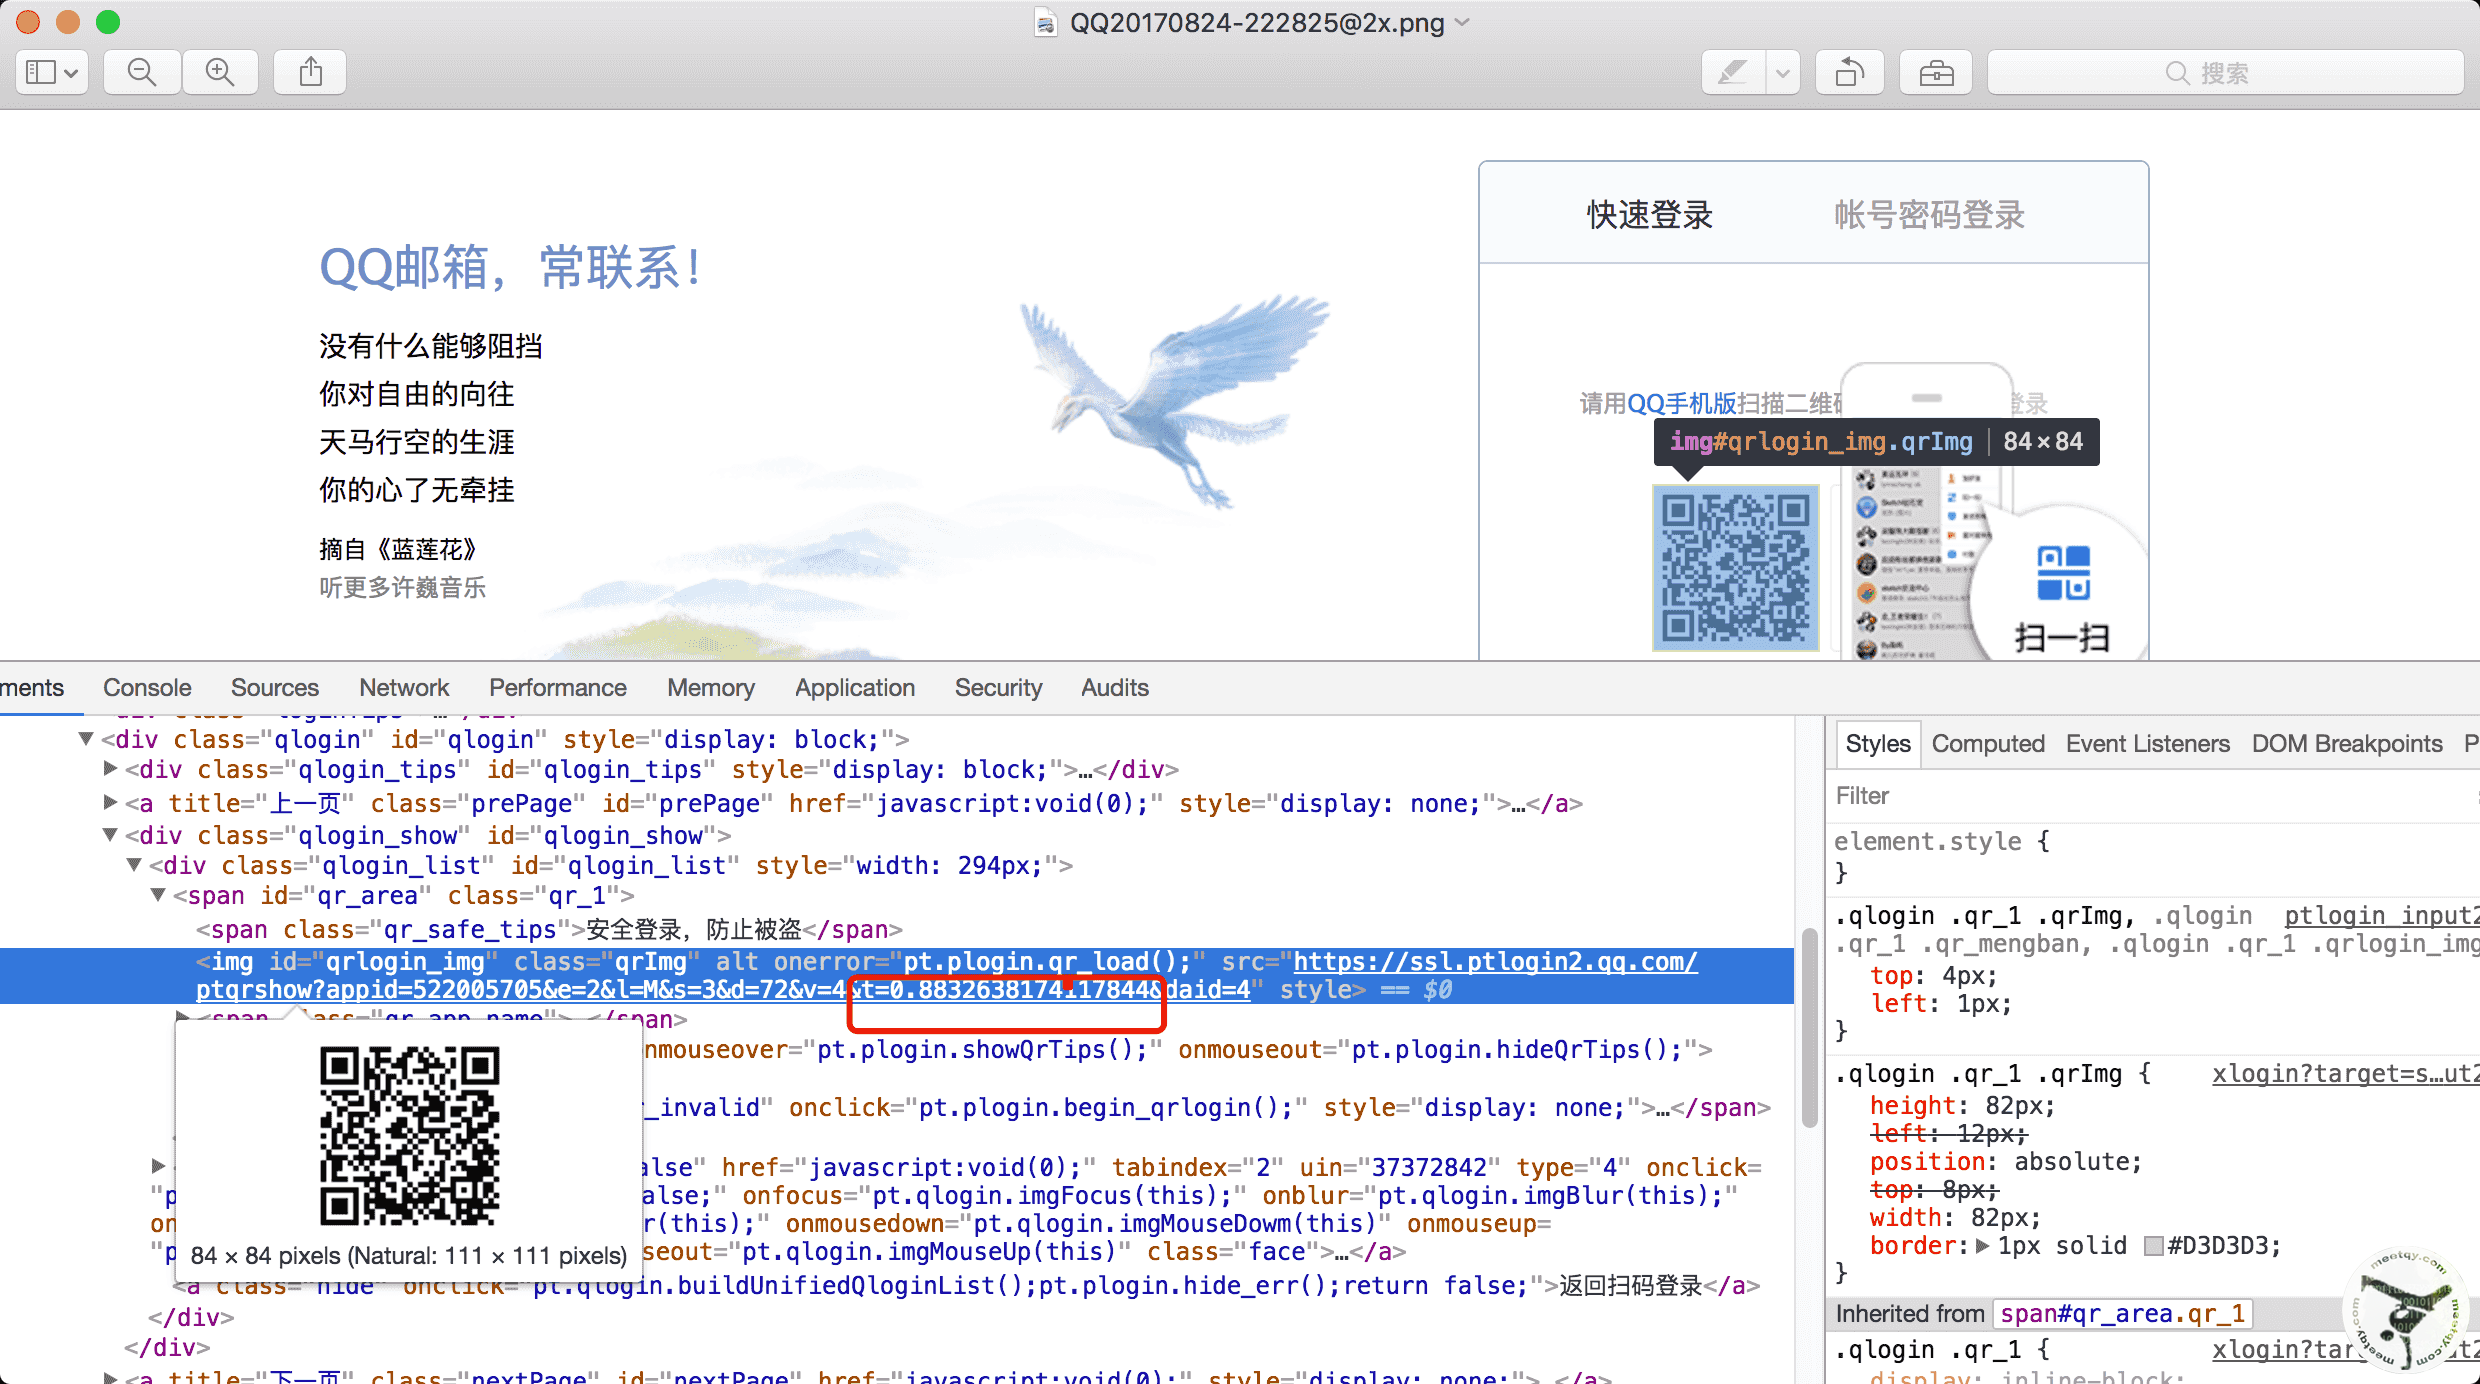 QQ20170824-222825@2x.png
搜索
快速登录
帐号密码登录
QQ邮箱，常联系！
没有什么能够阻挡
你对自由的向往
天马行空的生涯
你的心了无牵挂
摘自《蓝莲花》
听更多许巍音乐
请用QQ手机版扫描二维
登录
img#qrlogin_img.qrImg | 84×84
扫一扫
ments Console Sources Network Performance Memory Application Security Audits
<div class="qlogin" id="qlogin" style="display: block;">
<div class="qlogin_tips" id="qlogin_tips" style="display: block;">…</div>
<a title="上一页" class="prePage" id="prePage" href="javascript:void(0);" style="display: none;">…</a>
<div class="qlogin_show" id="qlogin_show">
<div class="qlogin_list" id="qlogin_list" style="width: 294px;">
<span id="qr_area" class="qr_1">
<span class="qr_safe_tips">安全登录，防止被盗</span>
<img id="qrlogin_img" class="qrImg" alt onerror="pt.plogin.qr_load();" src="https://ssl.ptlogin2.qq.com/
ptqrshow?appid=522005705&e=2&l=M&s=3&d=72&v=4&t=0.8832638174117844&daid=4" style> == $0
<span class="qr_app_name">…</span>
nmouseover="pt.plogin.showQrTips();" onmouseout="pt.plogin.hideQrTips();">
_invalid" onclick="pt.plogin.begin_qrlogin();" style="display: none;">…</span>
alse" href="javascript:void(0);" tabindex="2" uin="37372842" type="4" onclick=
"p alse;" onfocus="pt.qlogin.imgFocus(this);" onblur="pt.qlogin.imgBlur(this);"
on r(this);" onmousedown="pt.qlogin.imgMouseDowm(this)" onmouseup=
"p seout="pt.qlogin.imgMouseUp(this)" class="face">…</a>
84 × 84 pixels (Natural: 111 × 111 pixels)
<a class="hide" onclick="pt.qlogin.buildUnifiedQloginList();pt.plogin.hide_err();return false;">返回扫码登录</a>
</div>
</div>
<a title="下一页" class="nextPage" id="nextPage" href="javascript:void(0);" style="display: none;">…</a>
Styles Computed Event Listeners DOM Breakpoints P
Filter
element.style {
}
.qlogin .qr_1 .qrImg, .qlogin ptlogin_input2
.qr_1 .qr_mengban, .qlogin .qr_1 .qrlogin_img
top: 4px;
left: 1px;
}
.qlogin .qr_1 .qrImg { xlogin?target=s…ut2
height: 82px;
left: 12px;
position: absolute;
top: 8px;
width: 82px;
border: 1px solid #D3D3D3;
}
Inherited from span#qr_area.qr_1
.qlogin .qr_1 { xlogin?tar ut2
display: inline-block;
meetqy.com
meetqy.com
meetqy.com